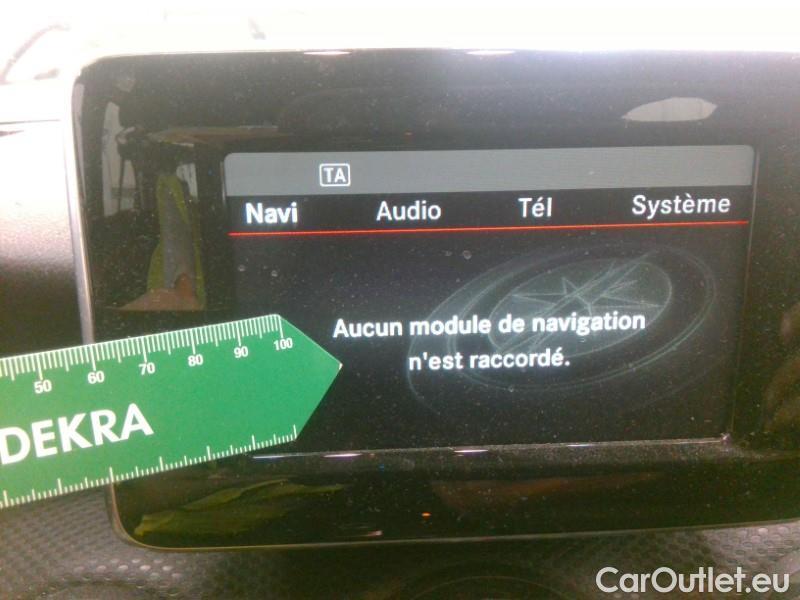 TA
Navi Audio Tél Système
Aucun module de navigation
n'est raccordé.
50 60 70 80 90 100
DEKRA
CarOutlet.eu